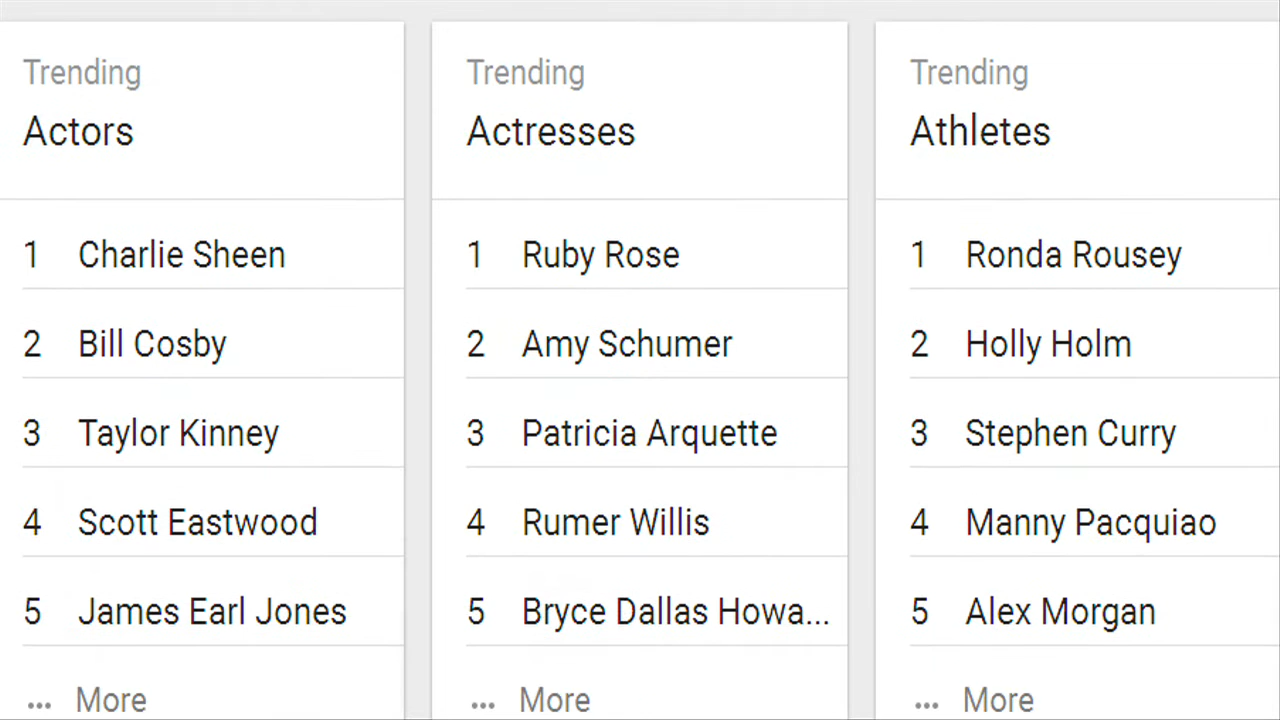 Trending
Actors
1 Charlie Sheen
2 Bill Cosby
3 Taylor Kinney
4 Scott Eastwood
5 James Earl Jones
... More
Trending
Actresses
1 Ruby Rose
2 Amy Schumer
3 Patricia Arquette
4 Rumer Willis
5 Bryce Dallas Howa...
... More
Trending
Athletes
1 Ronda Rousey
2 Holly Holm
3 Stephen Curry
4 Manny Pacquiao
5 Alex Morgan
... More